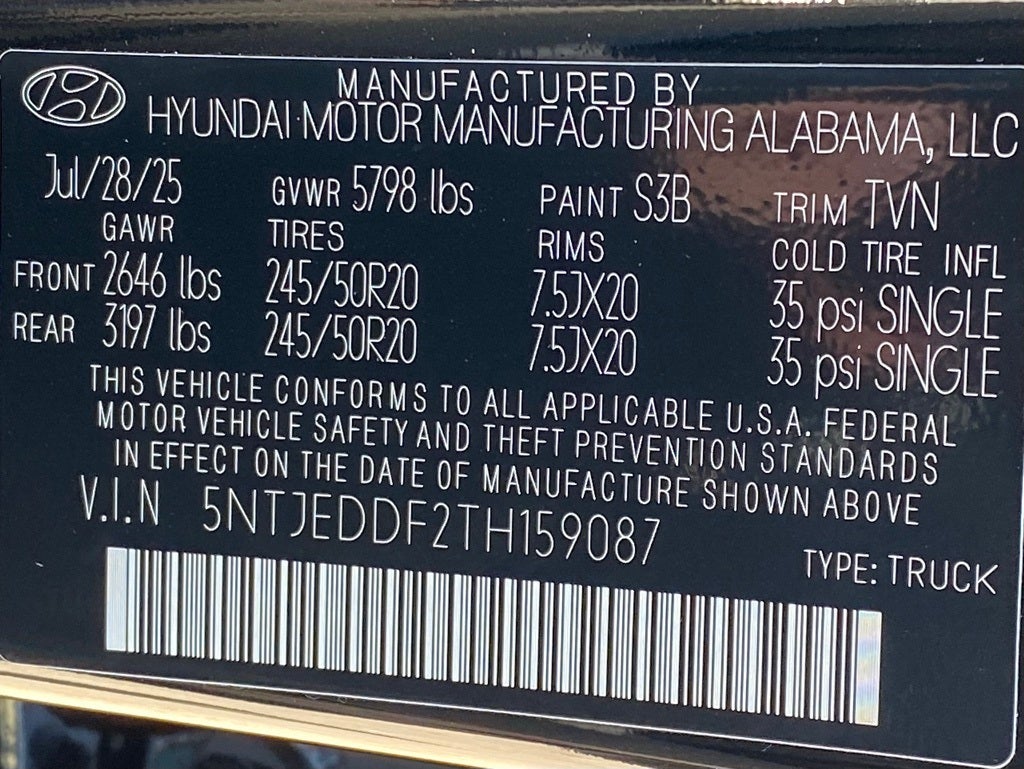 MANUFACTURED BY
HYUNDAI MOTOR MANUFACTURING ALABAMA, LLC
Jul/28/25 GVWR 5798 lbs PAINT S3B TRIM TVN
GAWR TIRES RIMS COLD TIRE INFL
FRONT 2646 lbs 245/50R20 7.5JX20 35 psi SINGLE
REAR 3197 lbs 245/50R20 7.5JX20 35 psi SINGLE
THIS VEHICLE CONFORMS TO ALL APPLICABLE U.S.A. FEDERAL
MOTOR VEHICLE SAFETY AND THEFT PREVENTION STANDARDS
IN EFFECT ON THE DATE OF MANUFACTURE SHOWN ABOVE
V.I.N 5NTJEDDF2TH159087
TYPE: TRUCK